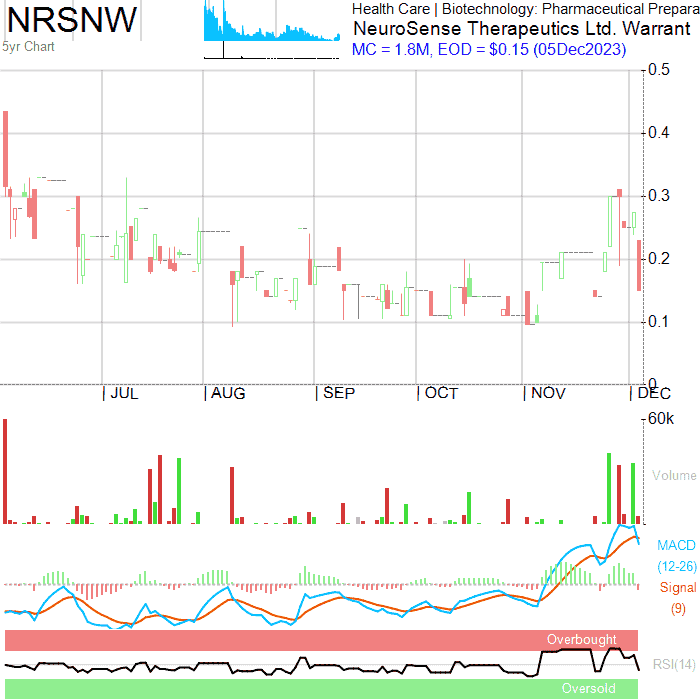 NRSNW
5yr Chart
Health Care | Biotechnology: Pharmaceutical Prepara
NeuroSense Therapeutics Ltd. Warrant
MC = 1.8M, EOD = $0.15 (05Dec2023)
0.5
0.4
0.3
0.2
0.1
0
| JUL | AUG | SEP | OCT | NOV | DEC
60k
Volume
MACD
(12-26)
Signal
(9)
Overbought
RSI(14)
Oversold